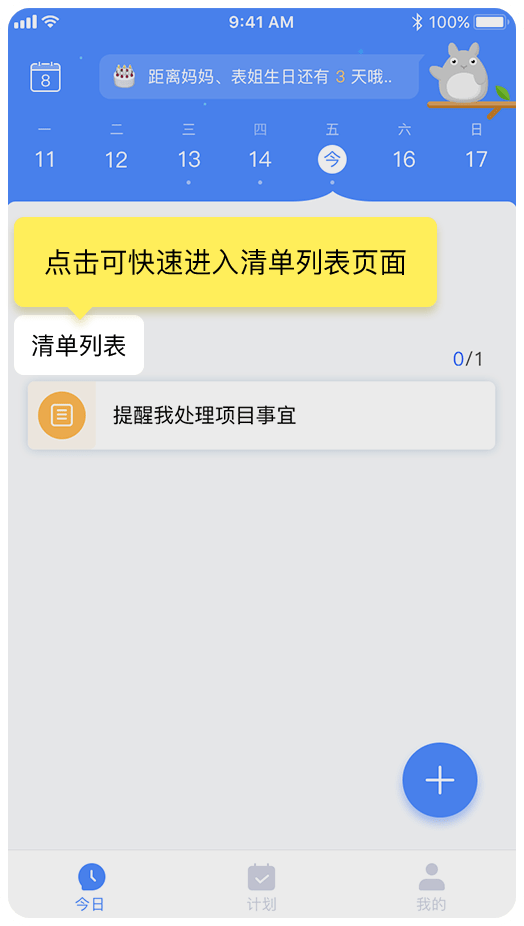 9:41 AM
100%
8
距离妈妈、表姐生日还有 3 天哦..
一 二 三 四 五 六 日
11 12 13 14 今 16 17
点击可快速进入清单列表页面
清单列表
0/1
提醒我处理项目事宜
今日 计划 我的